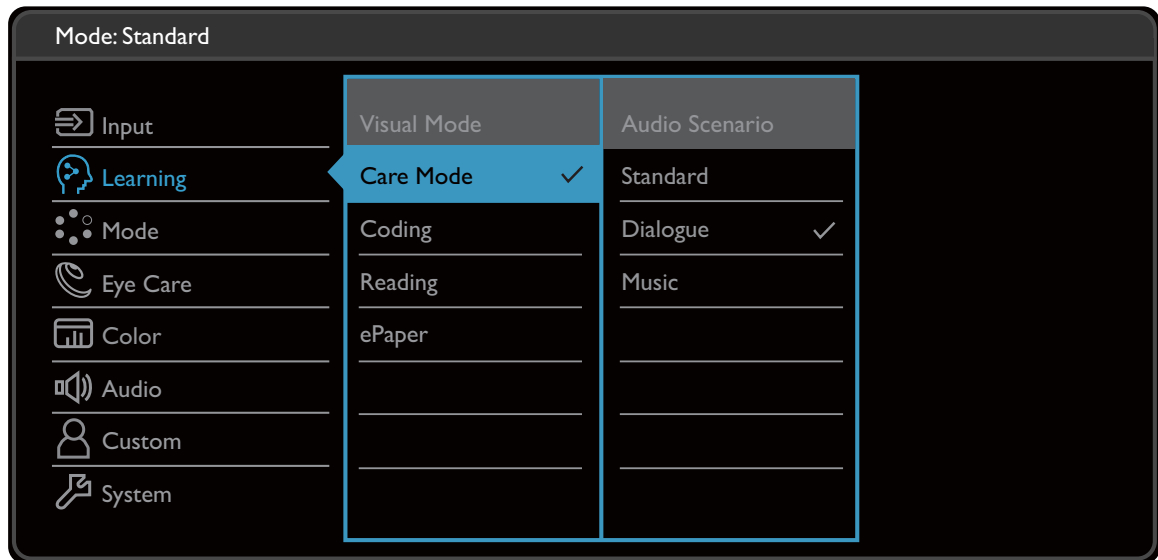 Mode: Standard
Input
Learning
Mode
Eye Care
Color
Audio
Custom
System
Visual Mode
Care Mode
Coding
Reading
ePaper
Audio Scenario
Standard
Dialogue
Music